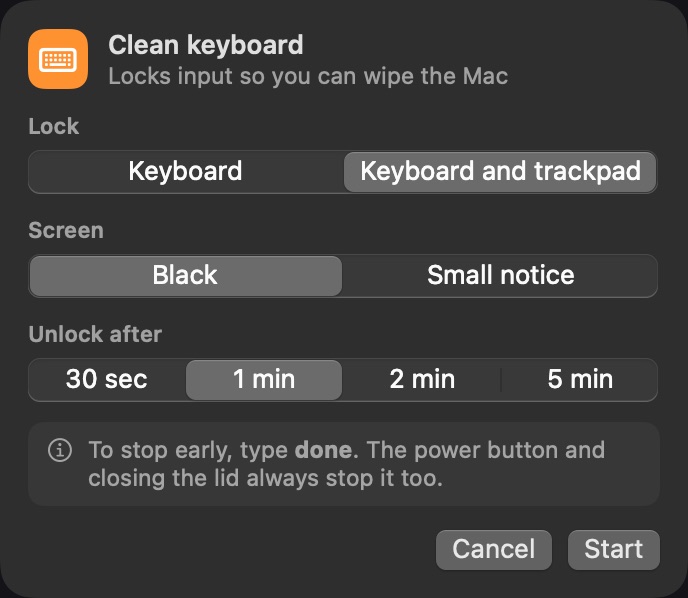 Clean keyboard
Locks input so you can wipe the Mac
Lock
Keyboard
Keyboard and trackpad
Screen
Black
Small notice
Unlock after
30 sec
1 min
2 min
5 min
To stop early, type done. The power button and
closing the lid always stop it too.
Cancel
Start